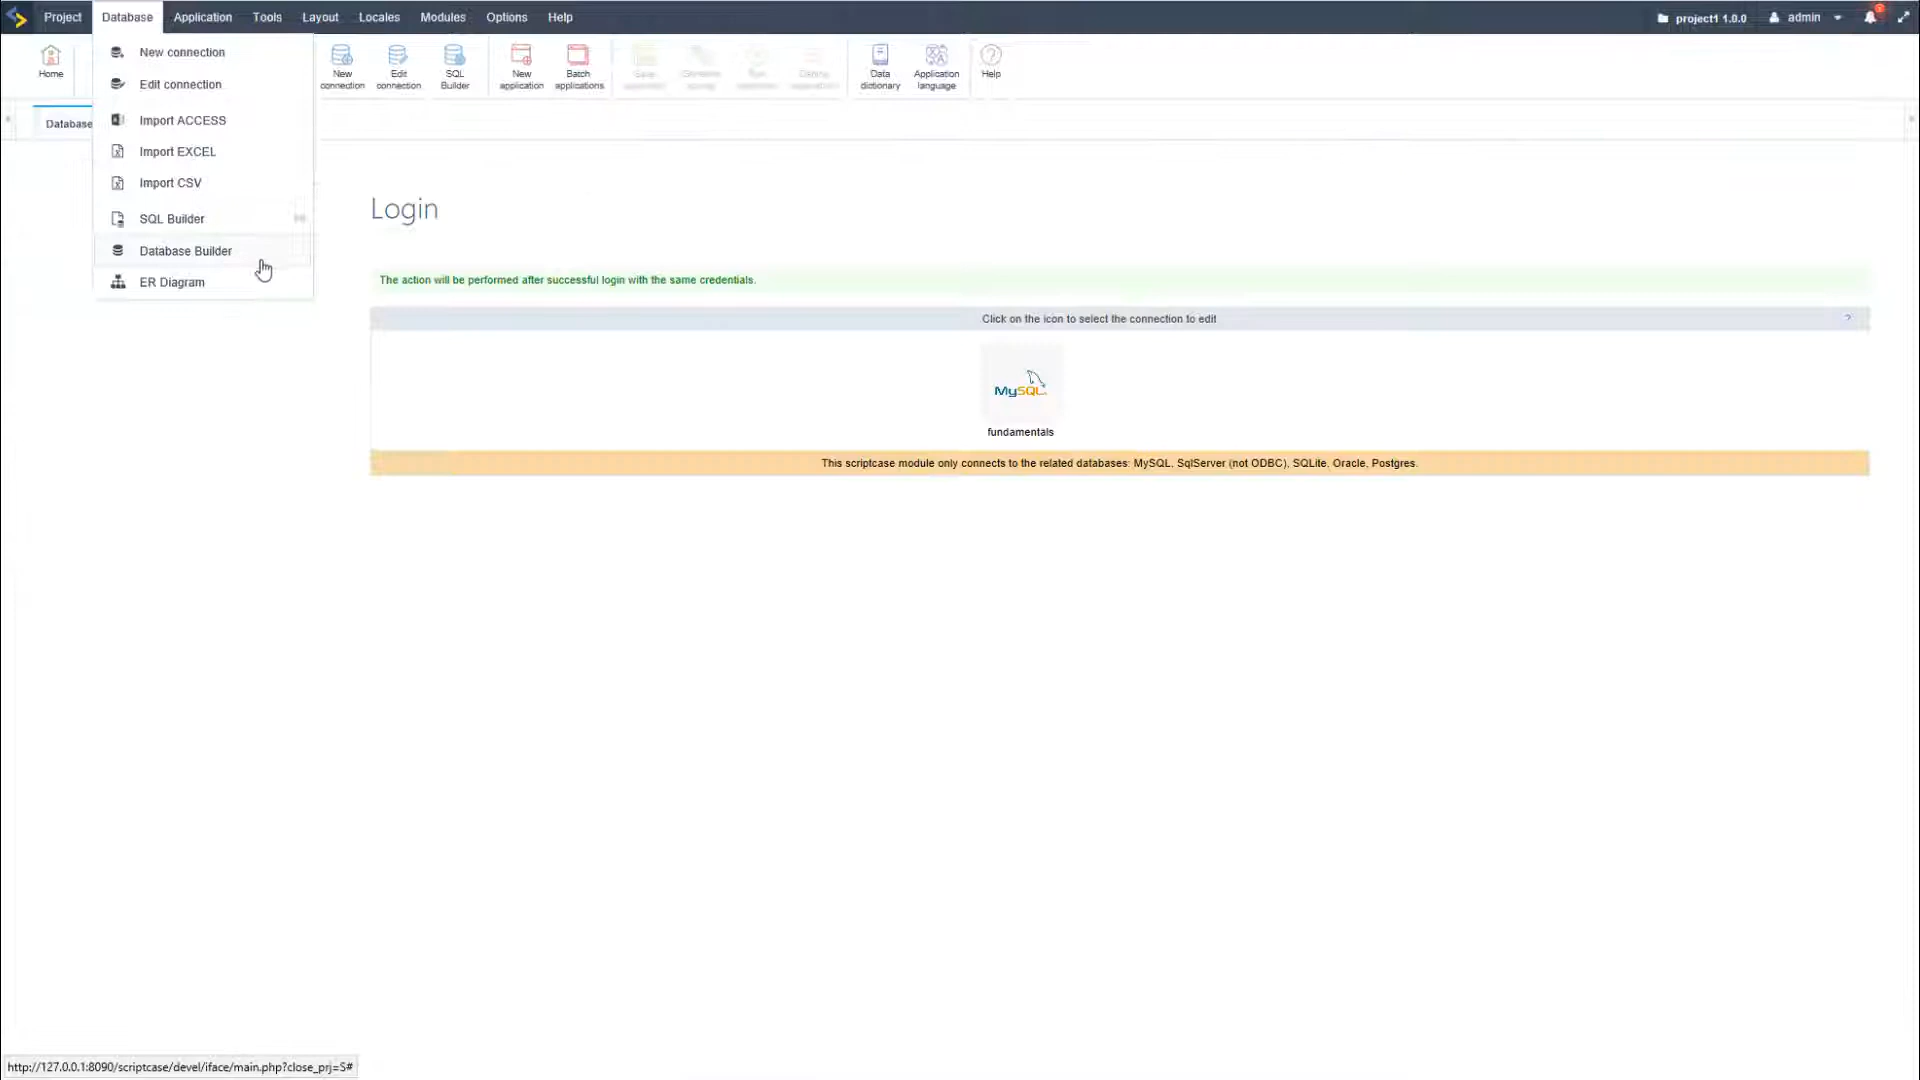 Project Database Application Tools Layout Locales Modules Options Help project1 1.0.0 admin
Home
New connection
Edit connection
SQL Builder
New application
Batch applications
Data dictionary
Application language
Help
Database
New connection
Edit connection
Import ACCESS
Import EXCEL
Import CSV
SQL Builder
Database Builder
ER Diagram
Login
The action will be performed after successful login with the same credentials.
Click on the icon to select the connection to edit ?
MySQL
fundamentals
This scriptcase module only connects to the related databases: MySQL, SqlServer (not ODBC), SQLite, Oracle, Postgres.
http://127.0.0.1:8090/scriptcase/devel/iface/main.php?close_prj=S#